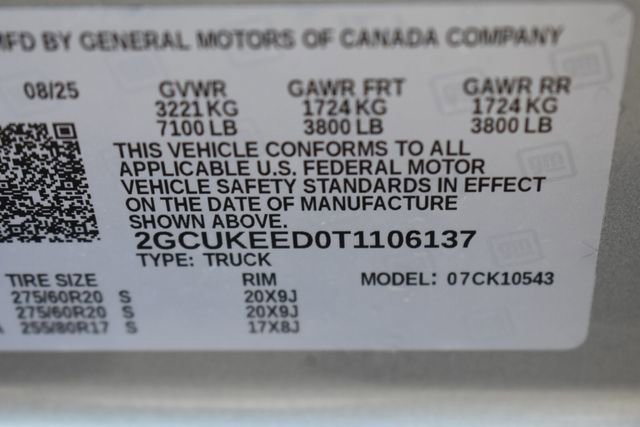 MFD BY GENERAL MOTORS OF CANADA COMPANY
08/25 GVWR GAWR FRT GAWR RR
3221 KG 1724 KG 1724 KG
7100 LB 3800 LB 3800 LB
THIS VEHICLE CONFORMS TO ALL
APPLICABLE U.S. FEDERAL MOTOR
VEHICLE SAFETY STANDARDS IN EFFECT
ON THE DATE OF MANUFACTURE
SHOWN ABOVE.
2GCUKEED0T1106137
TYPE: TRUCK
TIRE SIZE RIM MODEL: 07CK10543
275/60R20 S 20X9J
275/60R20 S 20X9J
255/80R17 S 17X8J